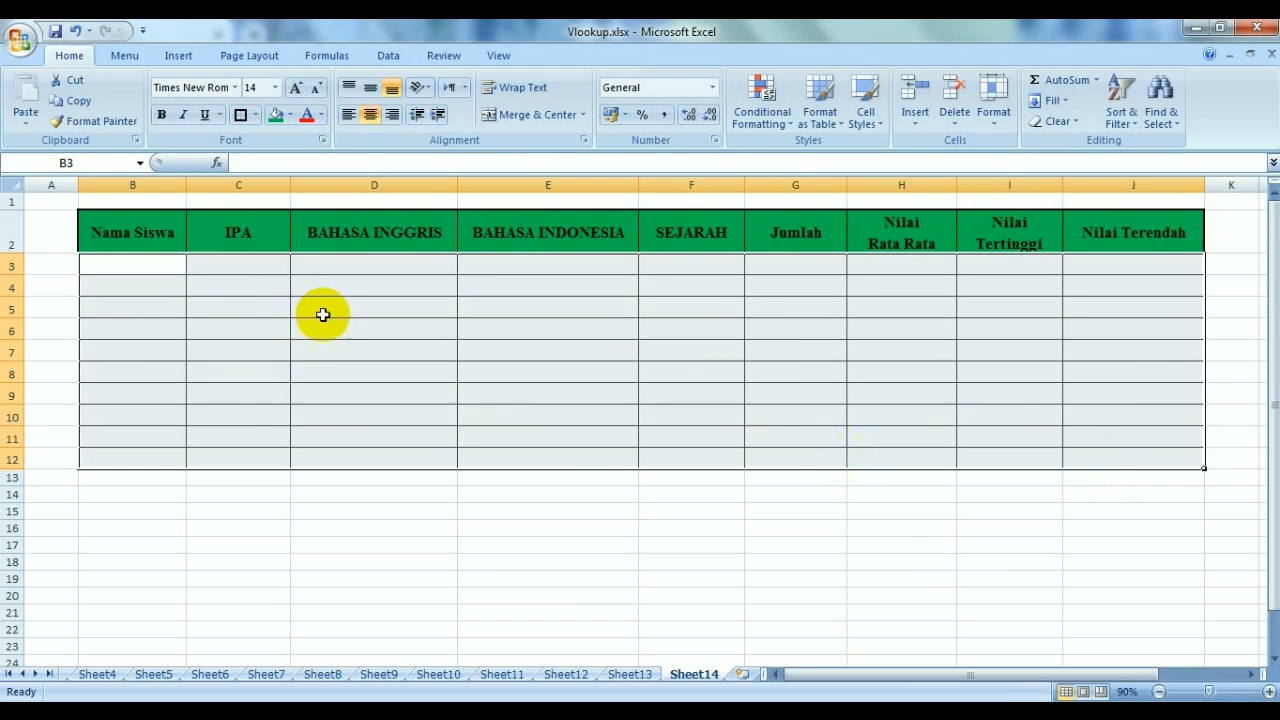 Vlookup.xlsx - Microsoft Excel
Home Menu Insert Page Layout Formulas Data Review View
Cut
Copy
Format Painter
Paste
Clipboard
Times New Rom 14
B I U
Font
Wrap Text
Merge & Center
Alignment
General
%
Number
Conditional Formatting
Format as Table
Cell Styles
Styles
Insert Delete Format
Cells
AutoSum
Fill
Clear
Sort & Filter
Find & Select
Editing
B3 fx
A B C D E F G H I J K
1
2 Nama Siswa IPA BAHASA INGGRIS BAHASA INDONESIA SEJARAH Jumlah Nilai Rata Rata Nilai Tertinggi Nilai Terendah
3
4
5
6
7
8
9
10
11
12
13
14
15
16
17
18
19
20
21
22
23
24
Sheet4 Sheet5 Sheet6 Sheet7 Sheet8 Sheet9 Sheet10 Sheet11 Sheet12 Sheet13 Sheet14
Ready 90%